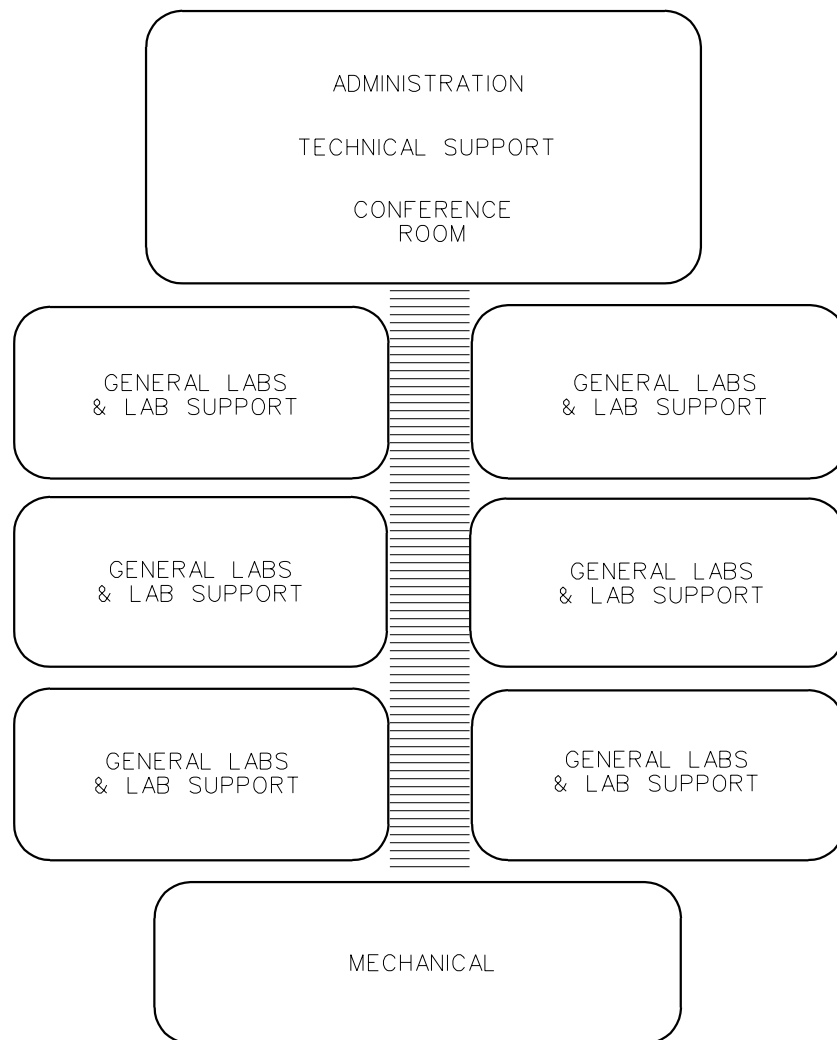 ADMINISTRATION
TECHNICAL SUPPORT
CONFERENCE
ROOM
GENERAL LABS
& LAB SUPPORT
GENERAL LABS
& LAB SUPPORT
GENERAL LABS
& LAB SUPPORT
GENERAL LABS
& LAB SUPPORT
GENERAL LABS
& LAB SUPPORT
GENERAL LABS
& LAB SUPPORT
MECHANICAL